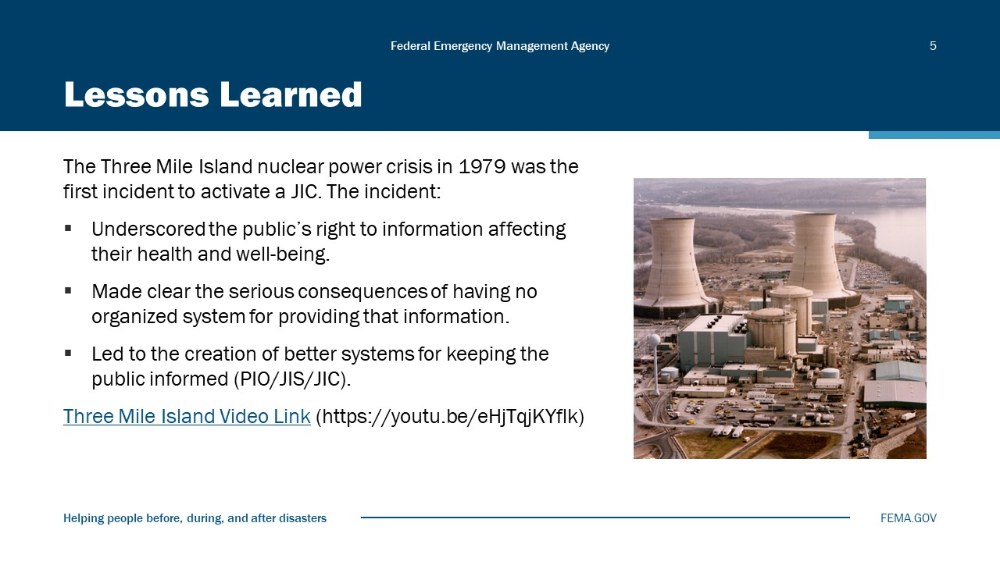 Federal Emergency Management Agency
5
Lessons Learned
The Three Mile Island nuclear power crisis in 1979 was the
first incident to activate a JIC. The incident:
▪ Underscored the public’s right to information affecting
their health and well-being.
▪ Made clear the serious consequences of having no
organized system for providing that information.
▪ Led to the creation of better systems for keeping the
public informed (PIO/JIS/JIC).
Three Mile Island Video Link (https://youtu.be/eHjTqjKYflk)
Helping people before, during, and after disasters
FEMA.GOV